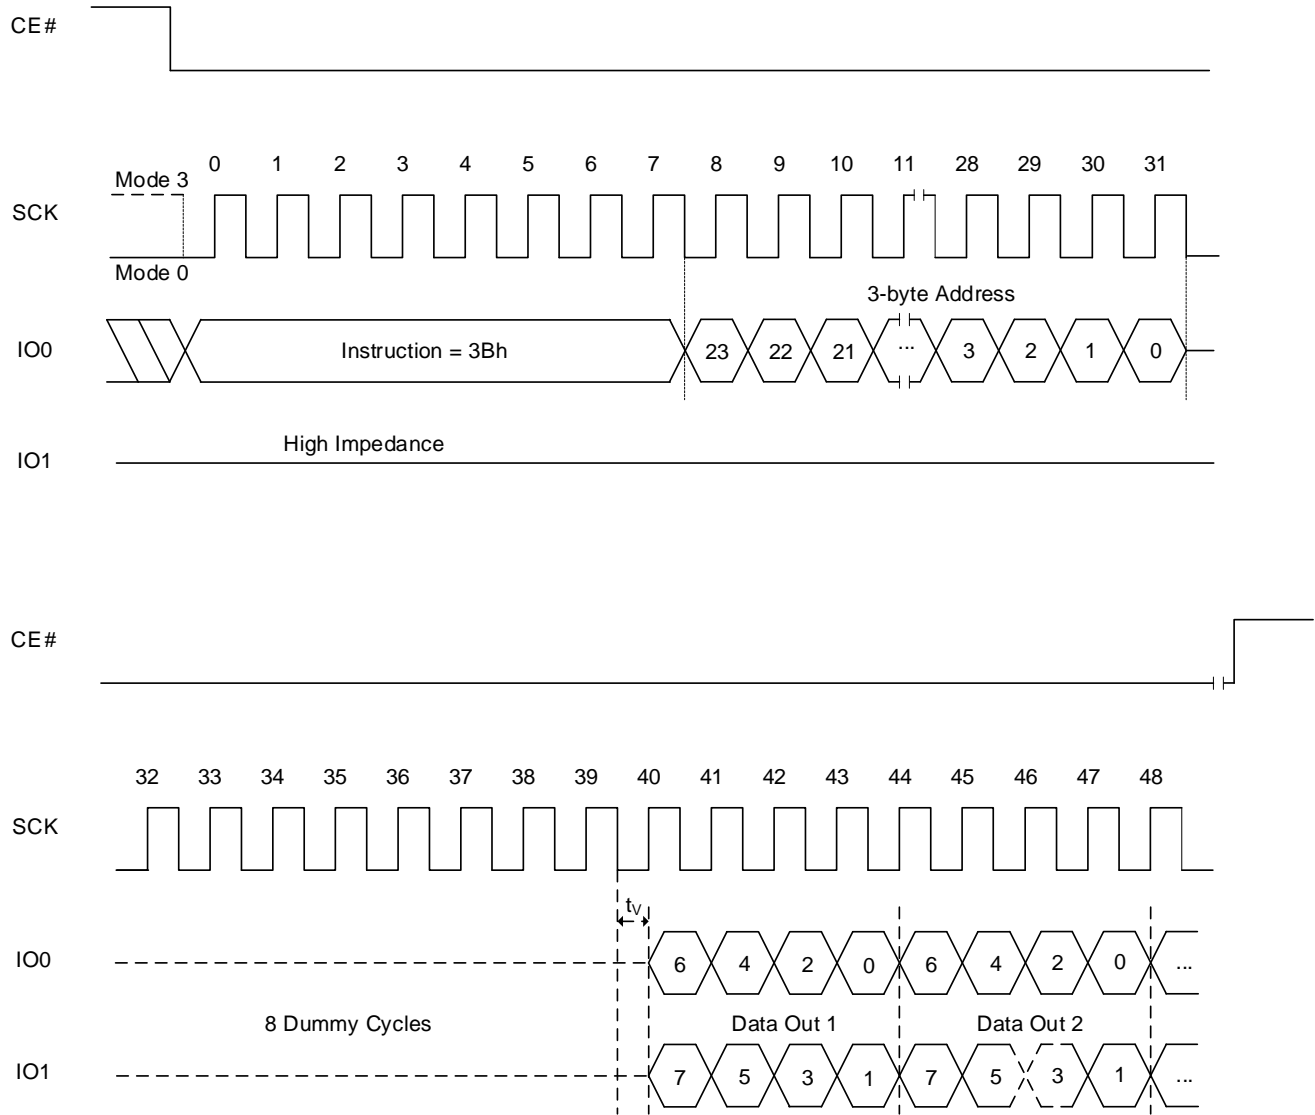 CE#
0 1 2 3 4 5 6 7 8 9 10 11 28 29 30 31
Mode 3
SCK
Mode 0
3-byte Address
IO0 Instruction = 3Bh 23 22 21 ... 3 2 1 0
High Impedance
IO1
CE#
32 33 34 35 36 37 38 39 40 41 42 43 44 45 46 47 48
SCK
tV
IO0 6 4 2 0 6 4 2 0 ...
8 Dummy Cycles Data Out 1 Data Out 2
IO1 7 5 3 1 7 5 3 1 ...